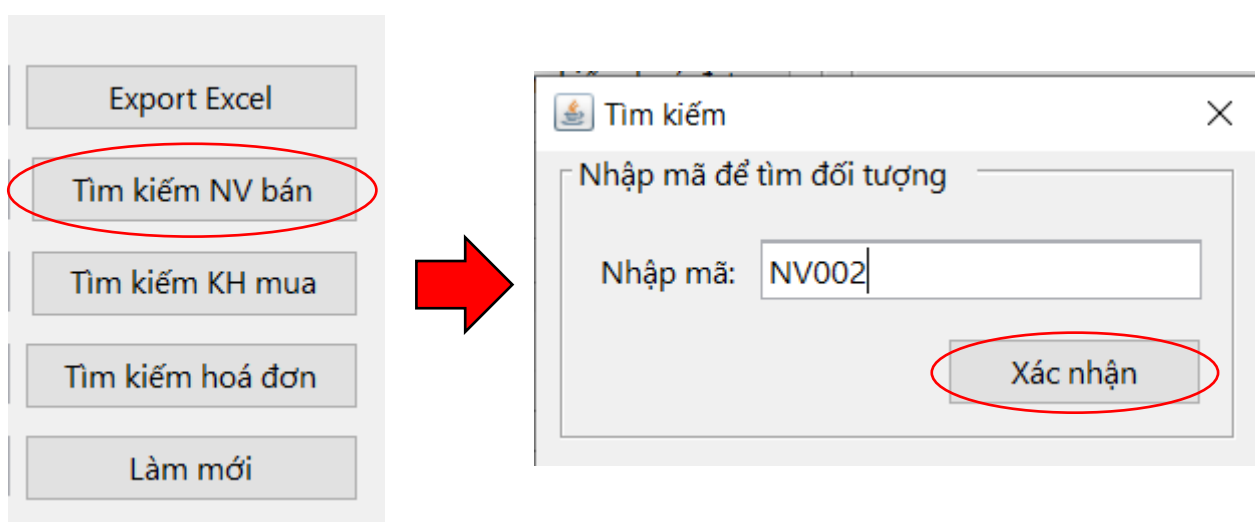 Export Excel
Tìm kiếm NV bán
Tìm kiếm KH mua
Tìm kiếm hoá đơn
Làm mới
Tìm kiếm
Nhập mã để tìm đối tượng
Nhập mã: NV002
Xác nhận